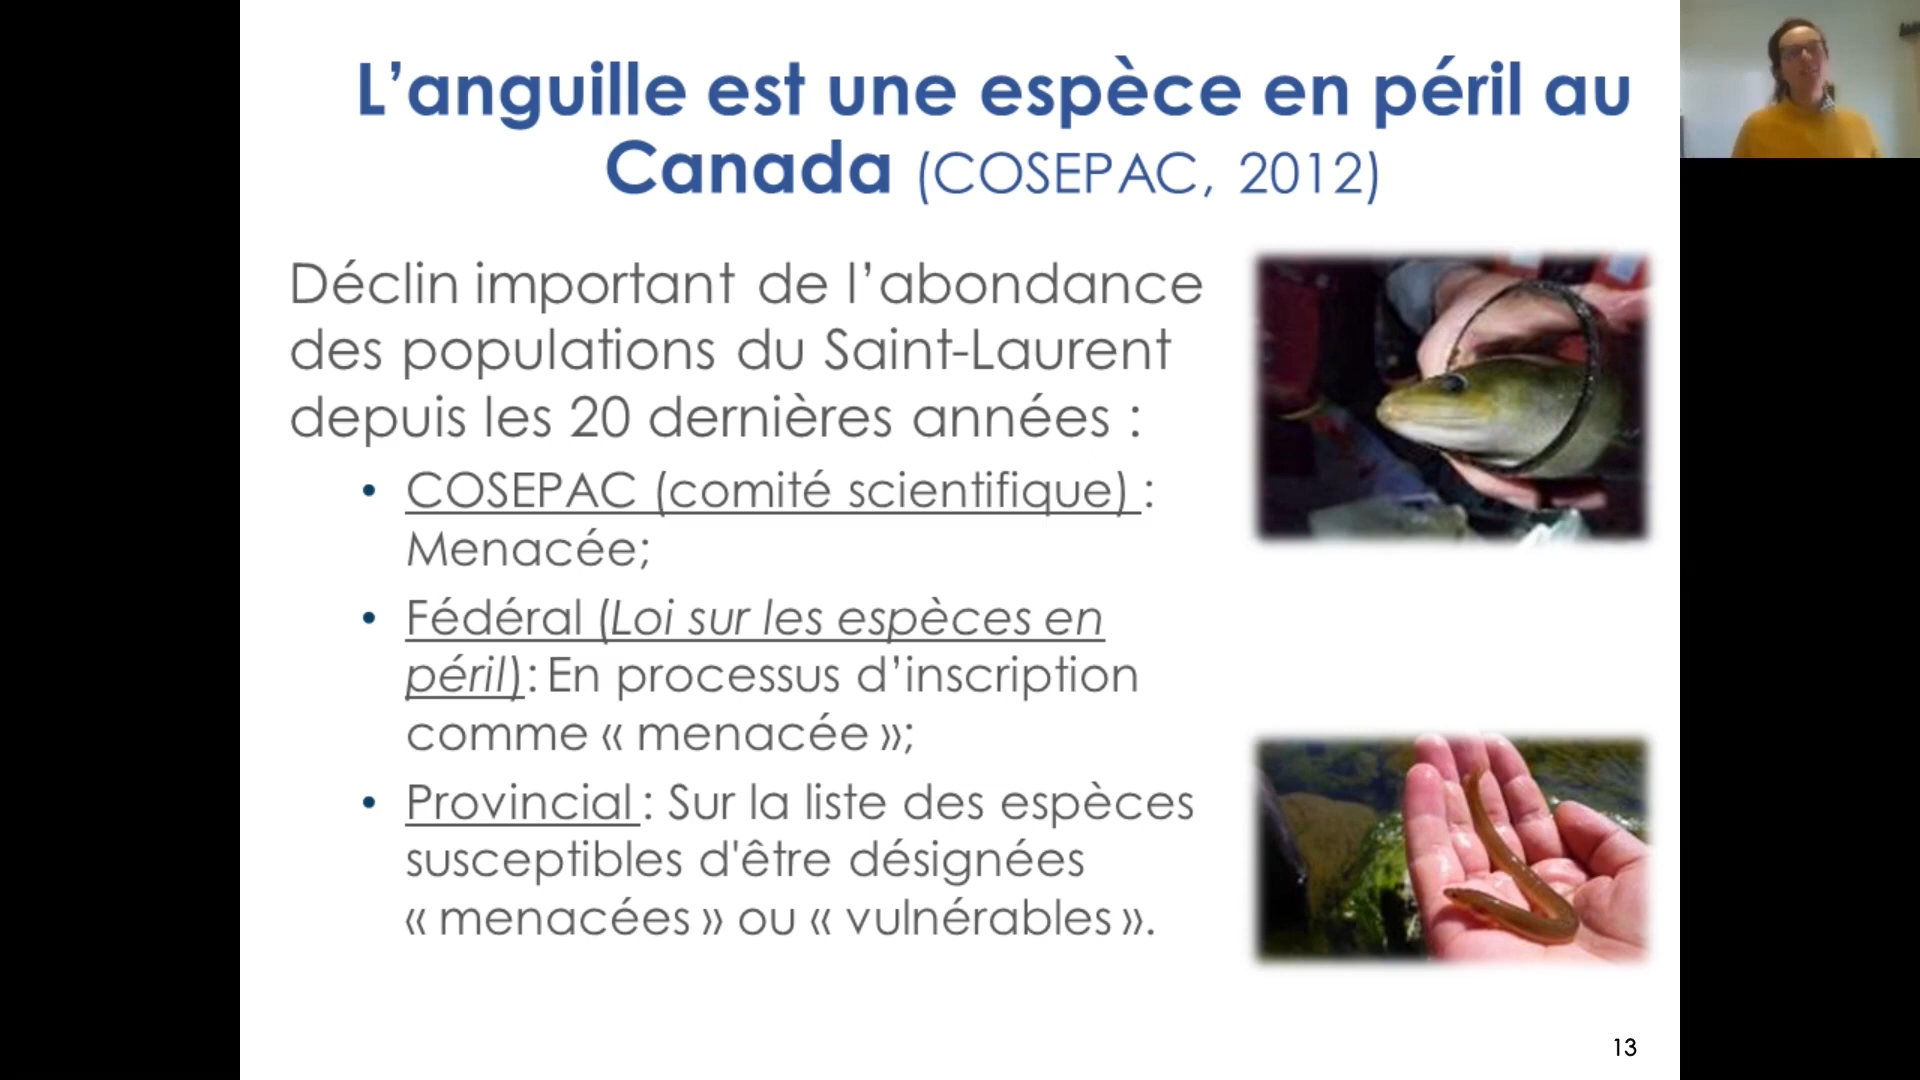 L’anguille est une espèce en péril au
Canada (COSEPAC, 2012)
Déclin important de l’abondance
des populations du Saint-Laurent
depuis les 20 dernières années :
• COSEPAC (comité scientifique) :
Menacée;
• Fédéral (Loi sur les espèces en
péril): En processus d’inscription
comme « menacée »;
• Provincial : Sur la liste des espèces
susceptibles d'être désignées
« menacées » ou « vulnérables ».
13